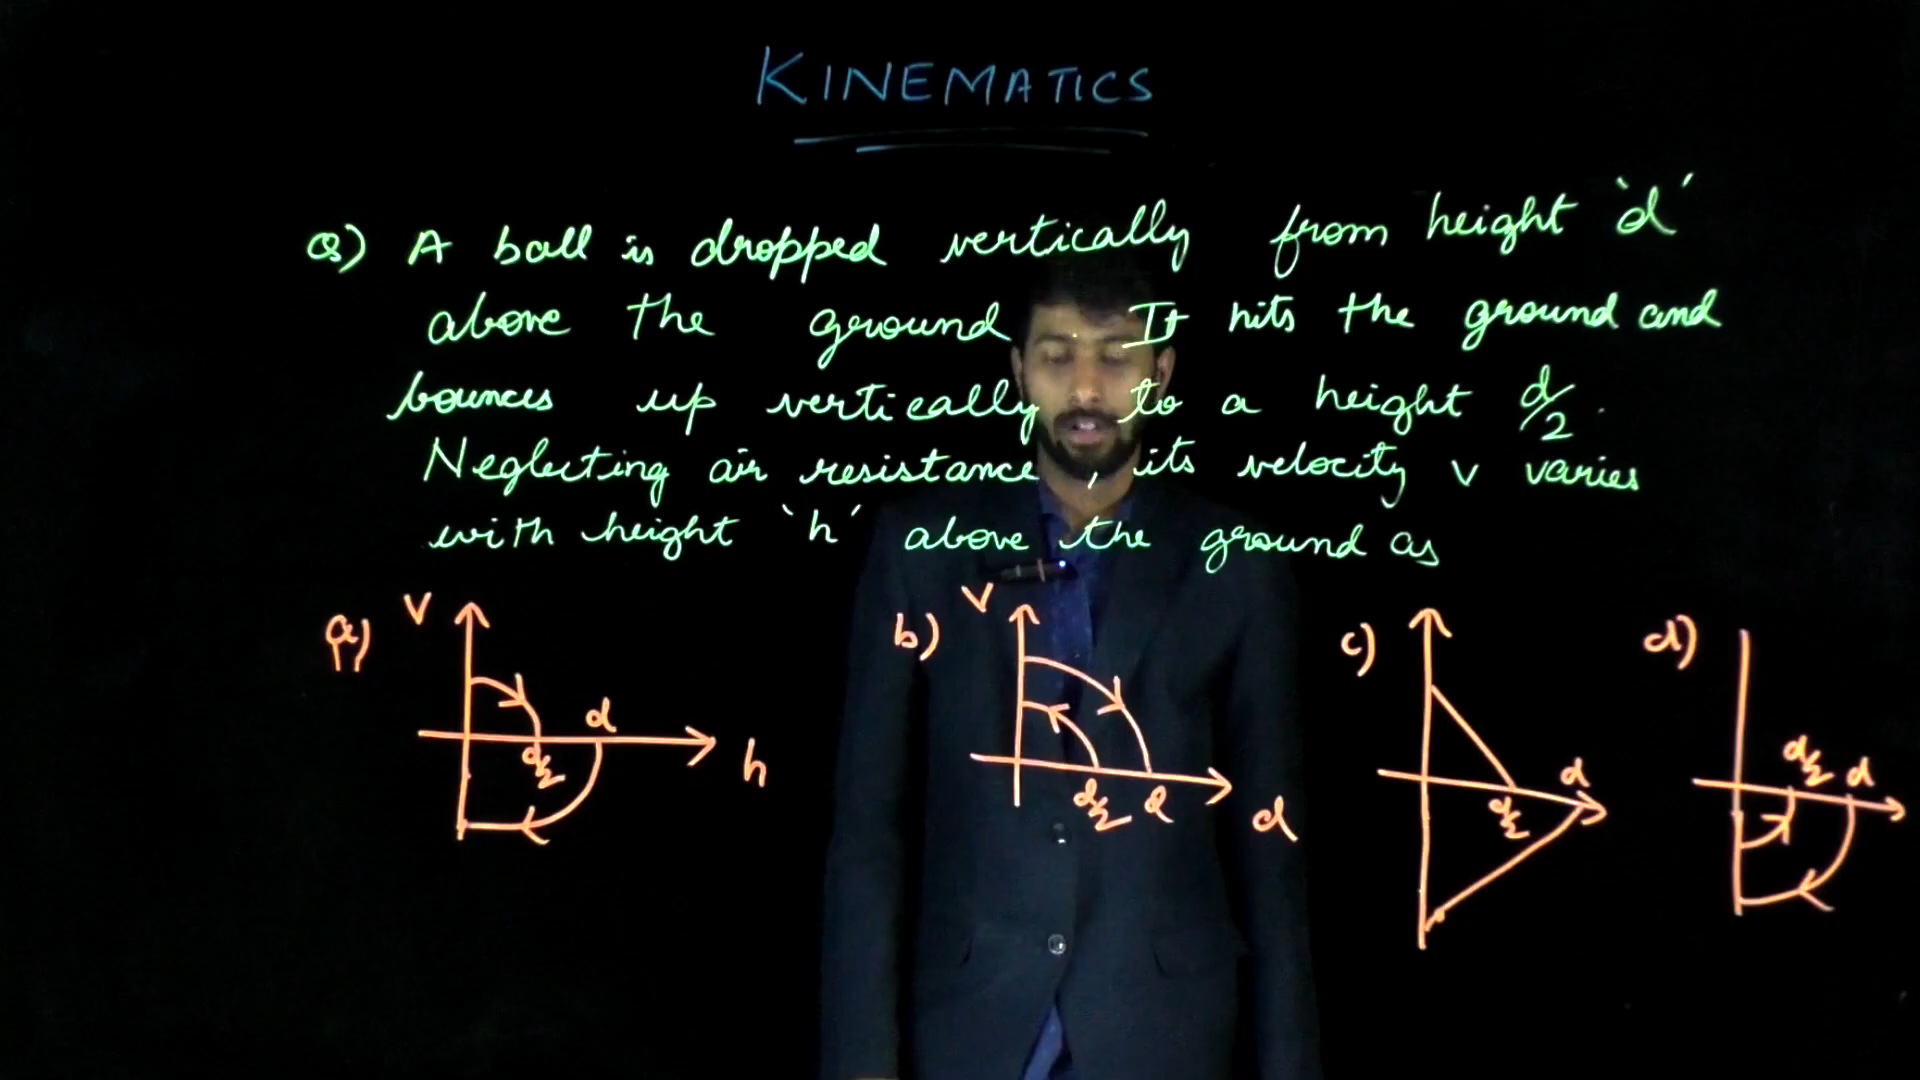 KINEMATICS
Q) A ball is dropped vertically from height 'd'
above the ground It hits the ground and
bounces up vertically to a height d/2.
Neglecting air resistance, its velocity v varies
with height 'h' above the ground as
a) v d d/2 h
b) v d/2 d d
c) d d/2
d) d/2 d